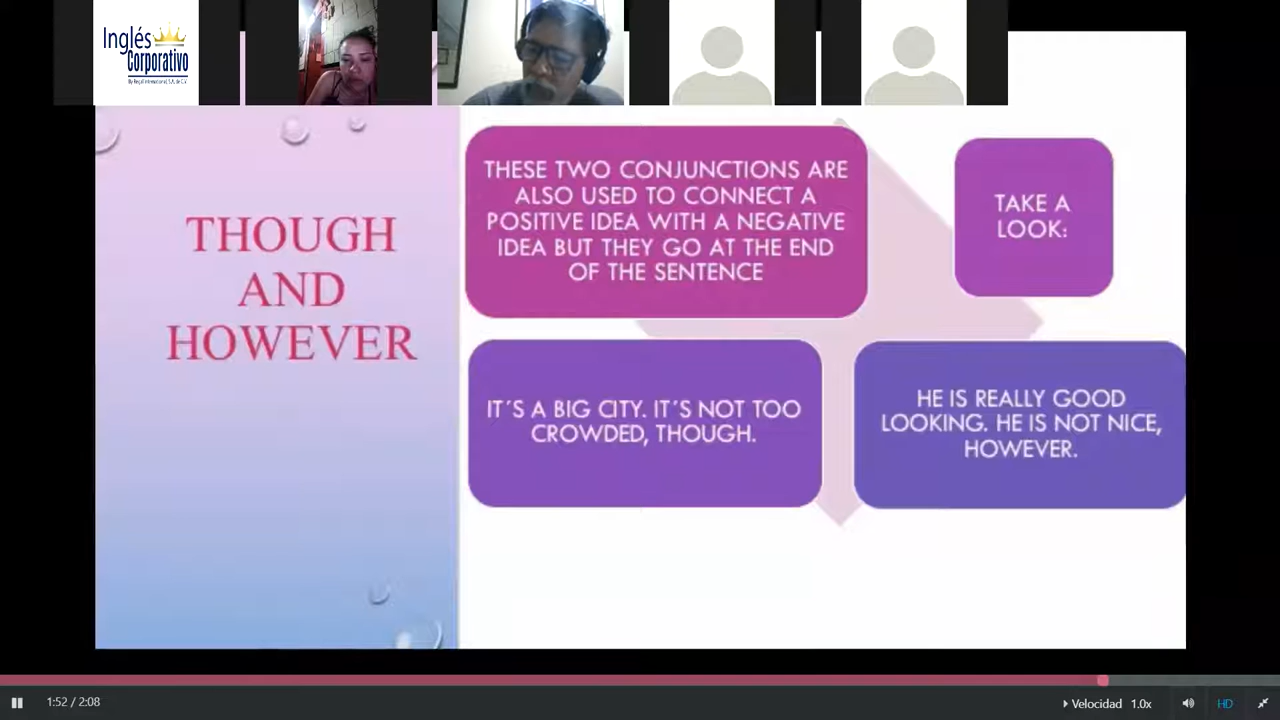 Inglés
Corporativo
THOUGH
AND
HOWEVER
THESE TWO CONJUNCTIONS ARE
ALSO USED TO CONNECT A
POSITIVE IDEA WITH A NEGATIVE
IDEA BUT THEY GO AT THE END
OF THE SENTENCE
TAKE A
LOOK:
IT´S A BIG CITY. IT´S NOT TOO
CROWDED, THOUGH.
HE IS REALLY GOOD
LOOKING. HE IS NOT NICE,
HOWEVER.
1:52 / 2:08
Velocidad 1.0x
HD